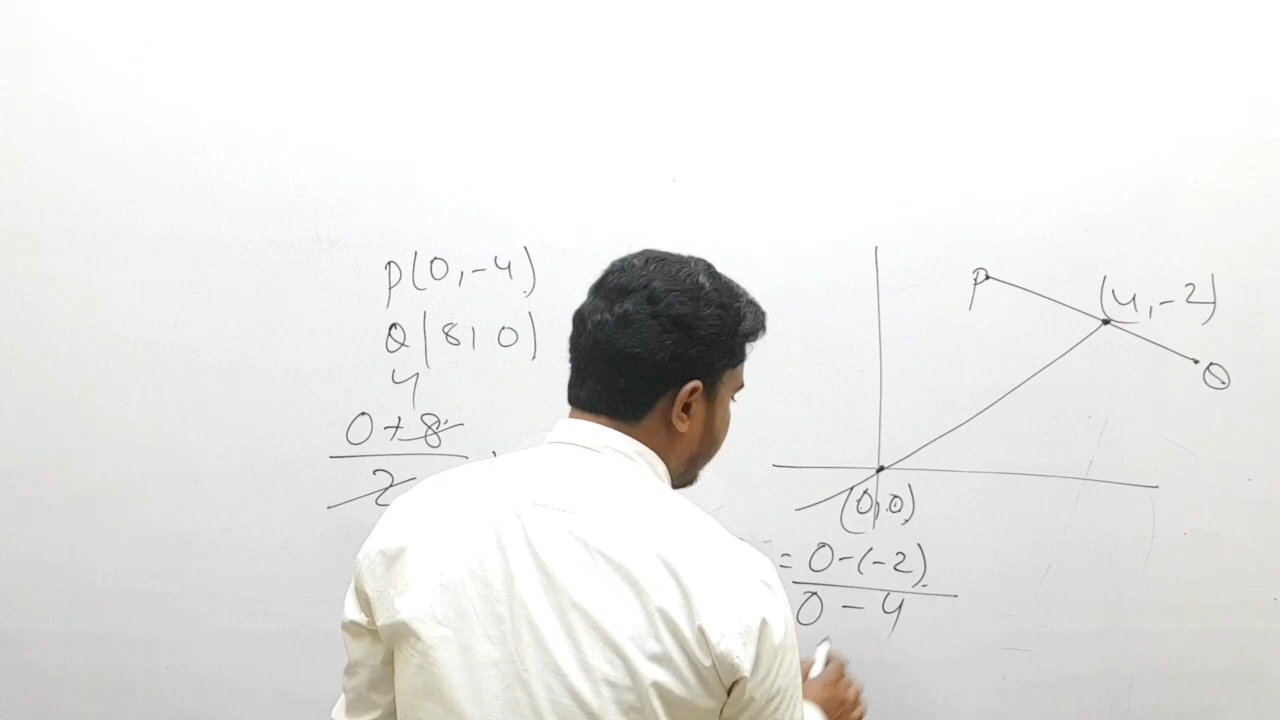 P(0,-4)
Q(8,0)
4
0+8
2
P
(4,-2)
Q
(0,0)
= 0-(-2)
0-4